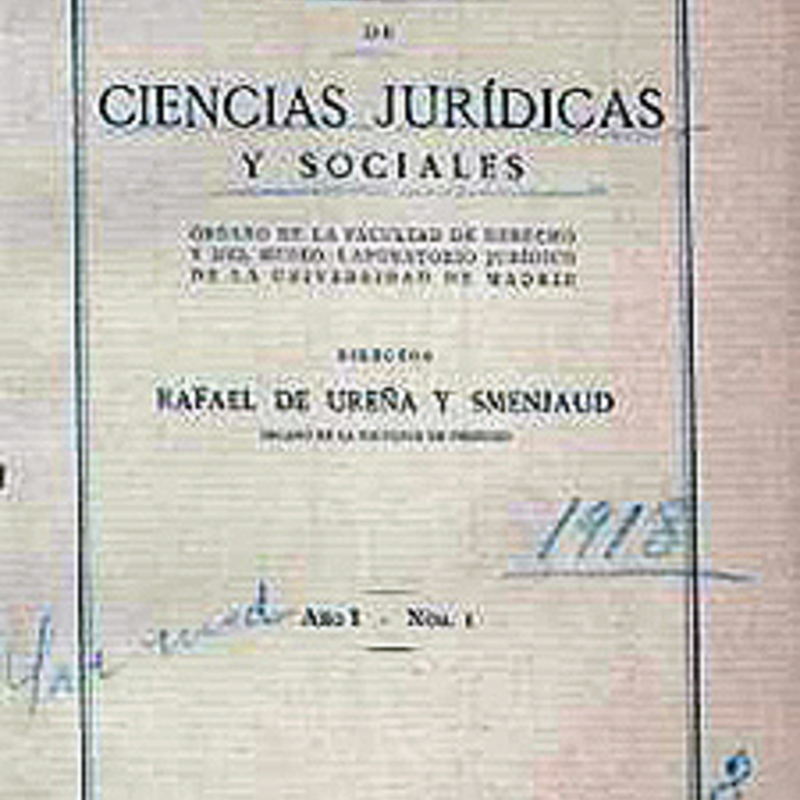 DE
CIENCIAS JURÍDICAS
Y SOCIALES
ÓRGANO DE LA FACULTAD DE DERECHO
Y DEL MUSEO LABORATORIO JURÍDICO
DE LA UNIVERSIDAD DE MADRID
DIRECTOR
RAFAEL DE UREÑA Y SMENJAUD
1918
Año I - Núm. 1